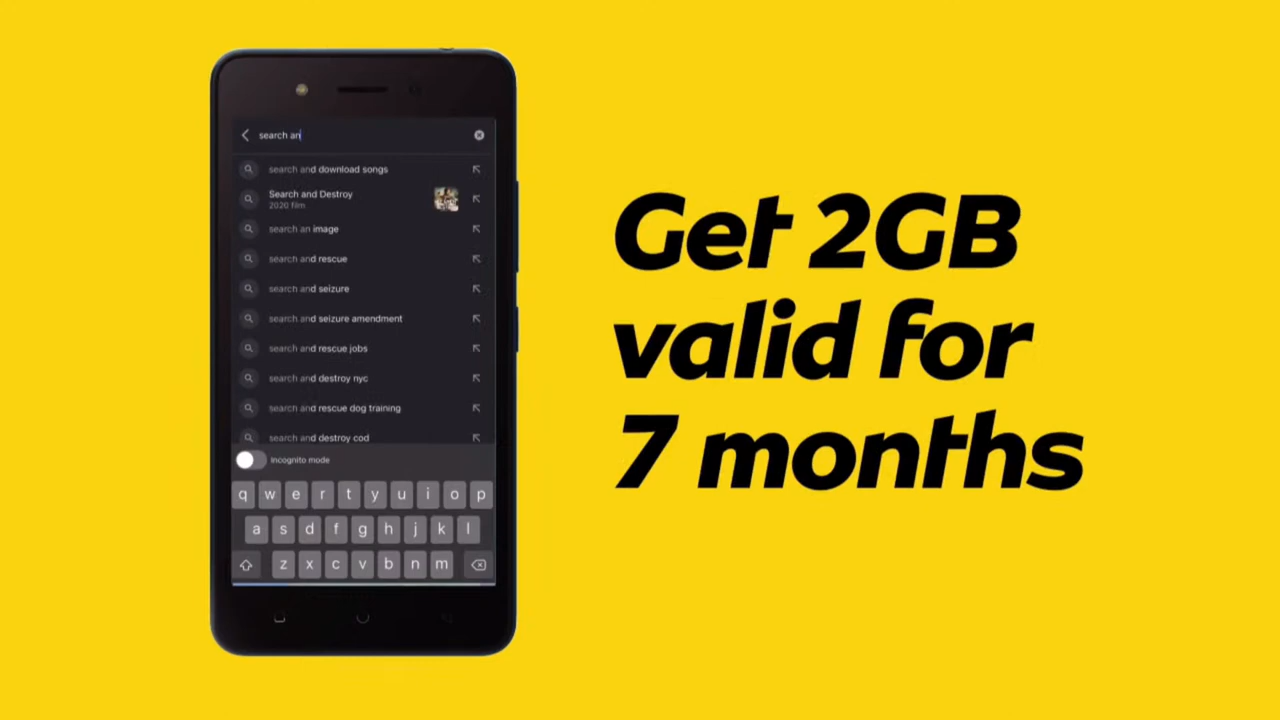 search an
search and download songs
Search and Destroy
2020 film
search an image
search and rescue
search and seizure
search and seizure amendment
search and rescue jobs
search and destroy nyc
search and rescue dog training
search and destroy cod
Incognito mode
q w e r t y u i o p
a s d f g h j k l
z x c v b n m
Get 2GB
valid for
7 months